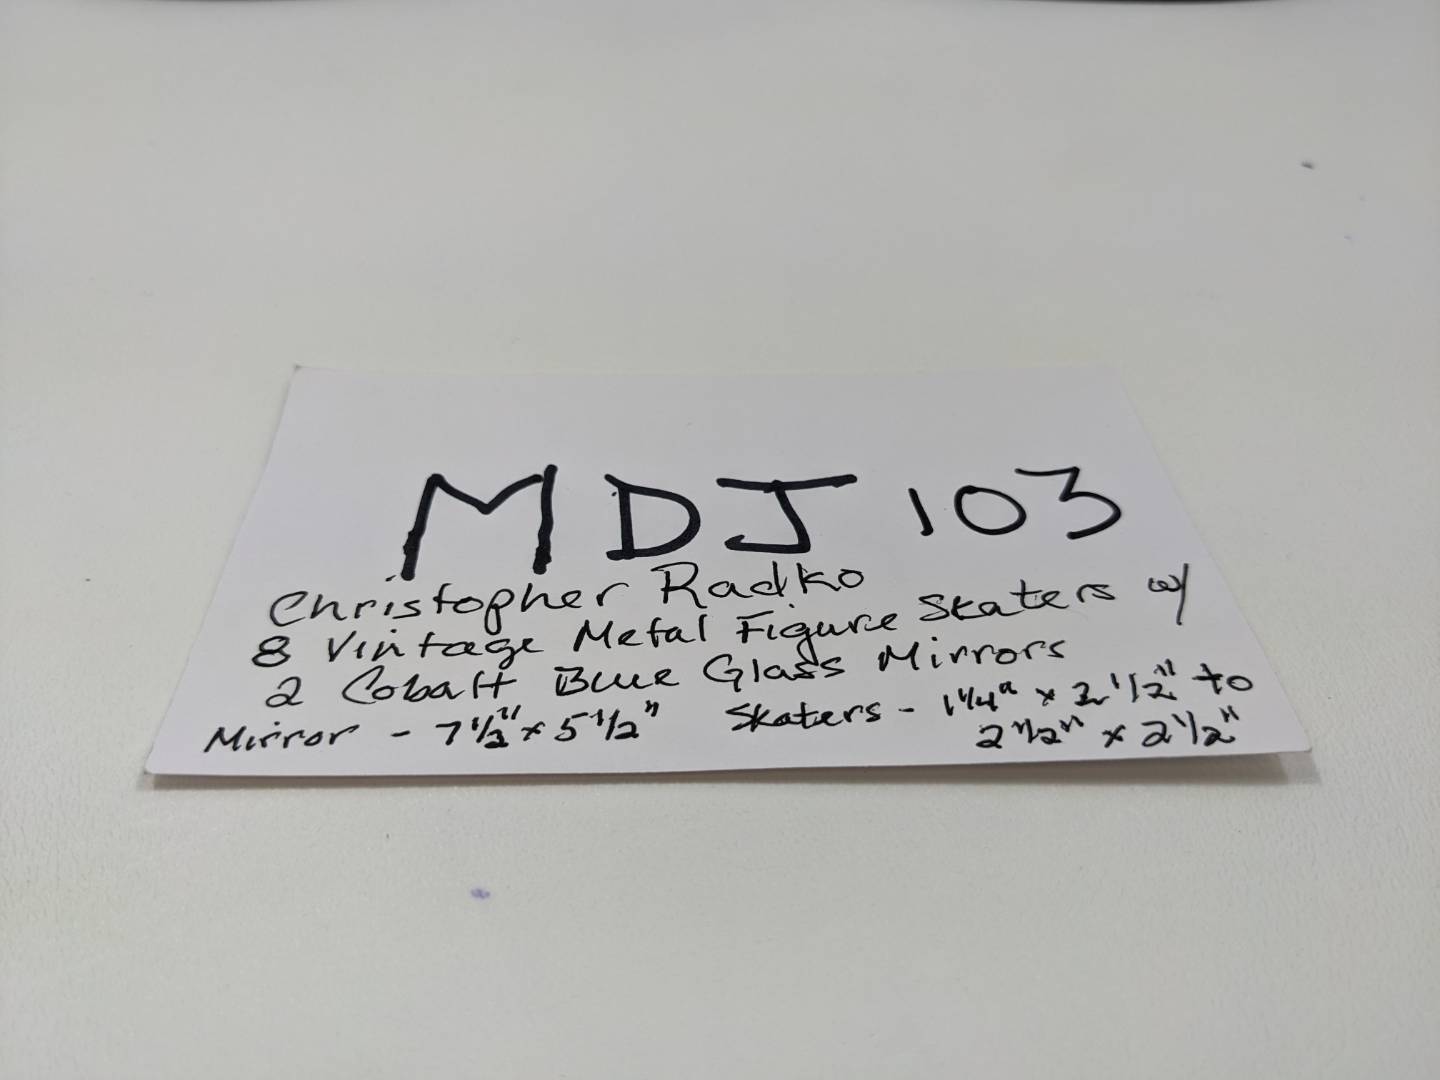 MDJ 103
Christopher Radko
8 Vintage Metal Figure Skaters w/
2 Cobalt Blue Glass Mirrors
Mirror - 7 1/2" x 5 1/2" Skaters - 1 1/4" x 2 1/2" to
2 1/2" x 2 1/2"